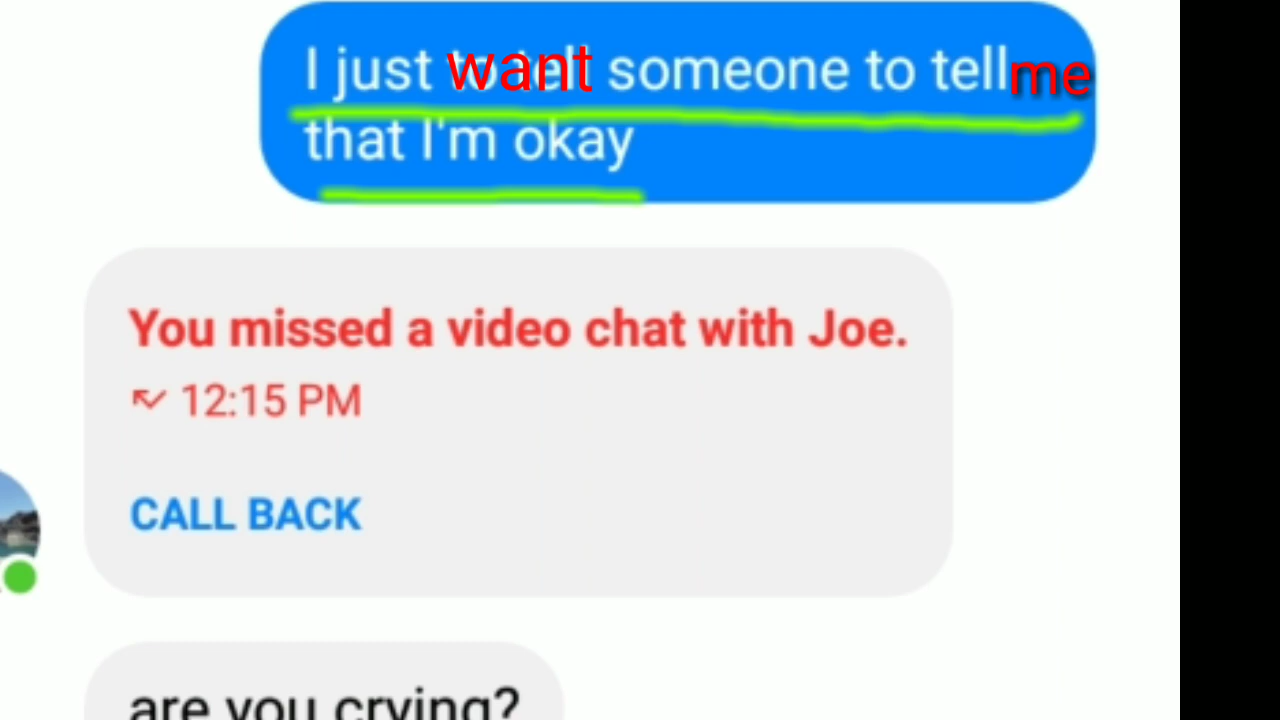 I just want someone to tell me
that I'm okay
You missed a video chat with Joe.
12:15 PM
CALL BACK
are you crying?